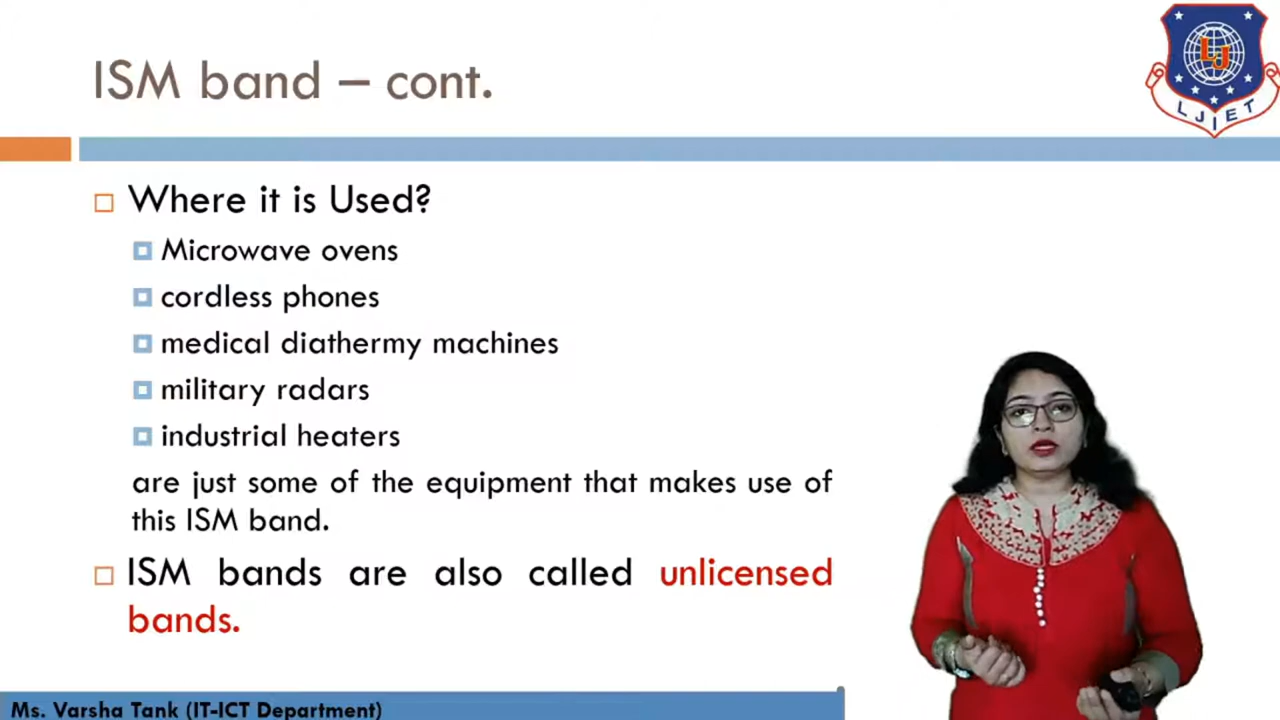 ISM band – cont.
LJ
LJIET
Where it is Used?
Microwave ovens
cordless phones
medical diathermy machines
military radars
industrial heaters
are just some of the equipment that makes use of
this ISM band.
ISM bands are also called unlicensed
bands.
Ms. Varsha Tank (IT-ICT Department)